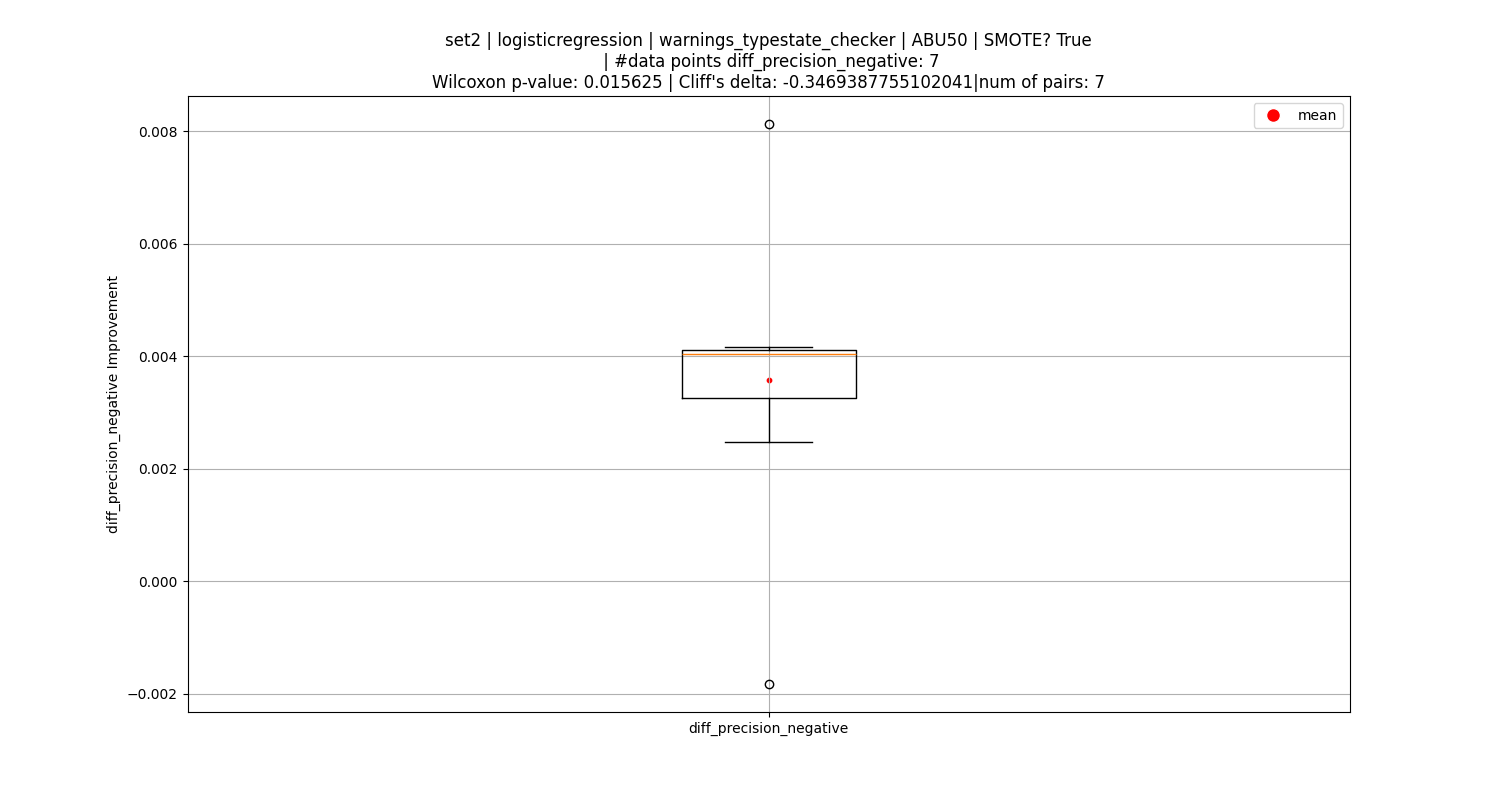 set2 | logisticregression | warnings_typestate_checker | ABU50 | SMOTE? True
| #data points diff_precision_negative: 7
Wilcoxon p-value: 0.015625 | Cliff's delta: -0.3469387755102041|num of pairs: 7
mean
0.008
0.006
0.004
0.002
0.000
−0.002
diff_precision_negative Improvement
diff_precision_negative